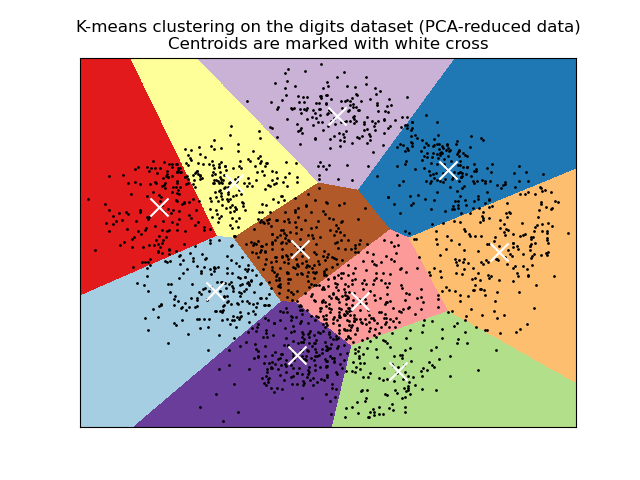 K-means clustering on the digits dataset (PCA-reduced data)
Centroids are marked with white cross